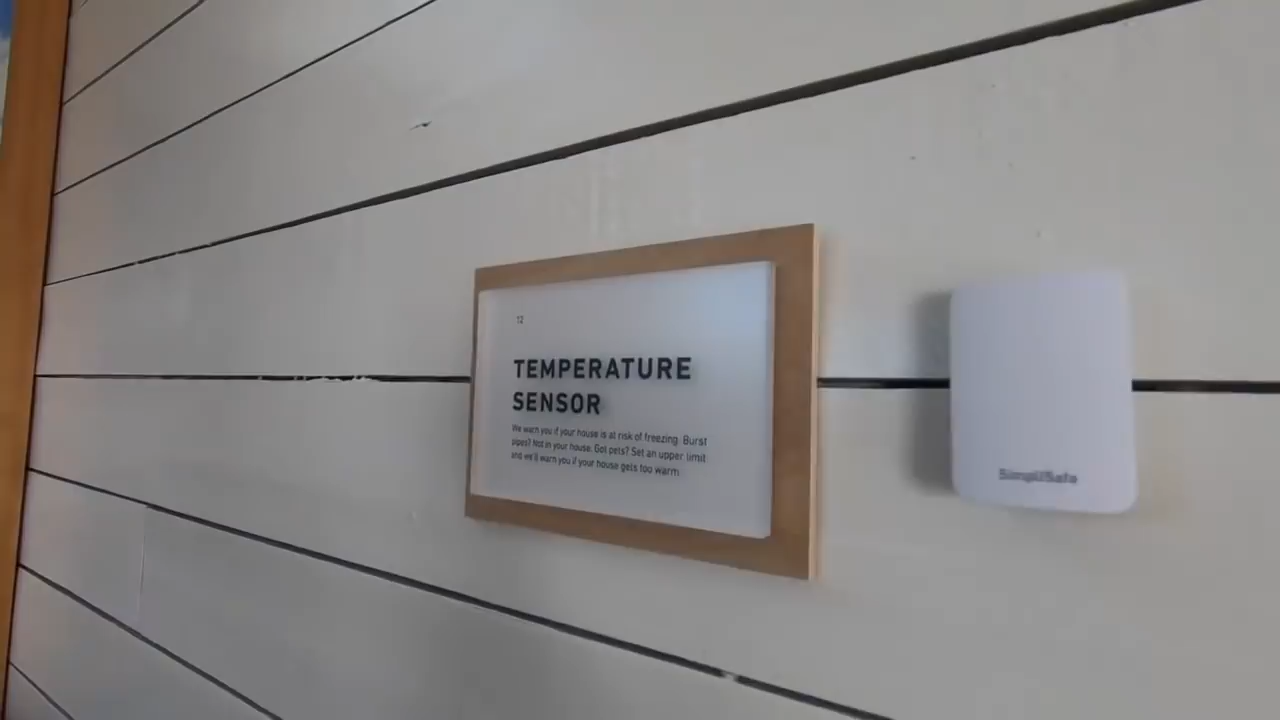 12
TEMPERATURE
SENSOR
We warn you if your house is at risk of freezing. Burst
pipes? Not in your house. Got pets? Set an upper limit
and we'll warn you if your house gets too warm.
SimpliSafe